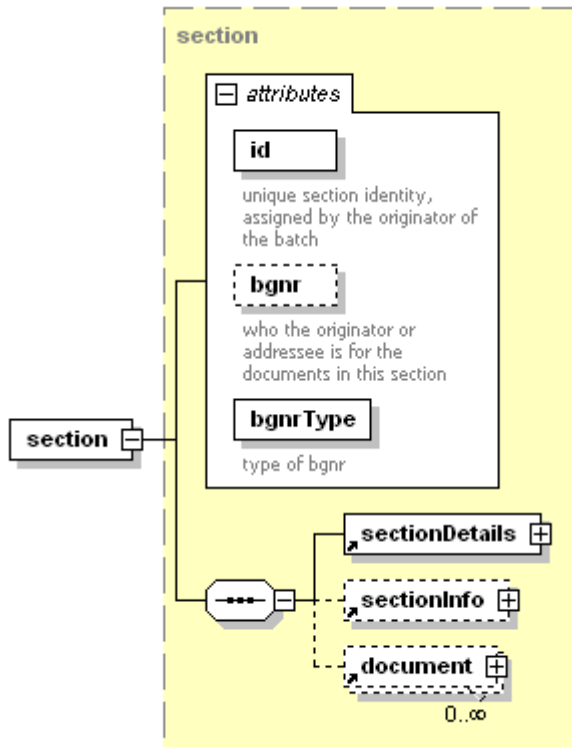 section
attributes
id
unique section identity,
assigned by the originator of
the batch
bgnr
who the originator or
addressee is for the
documents in this section
bgnrType
type of bgnr
section
sectionDetails
sectionInfo
document
0..∞